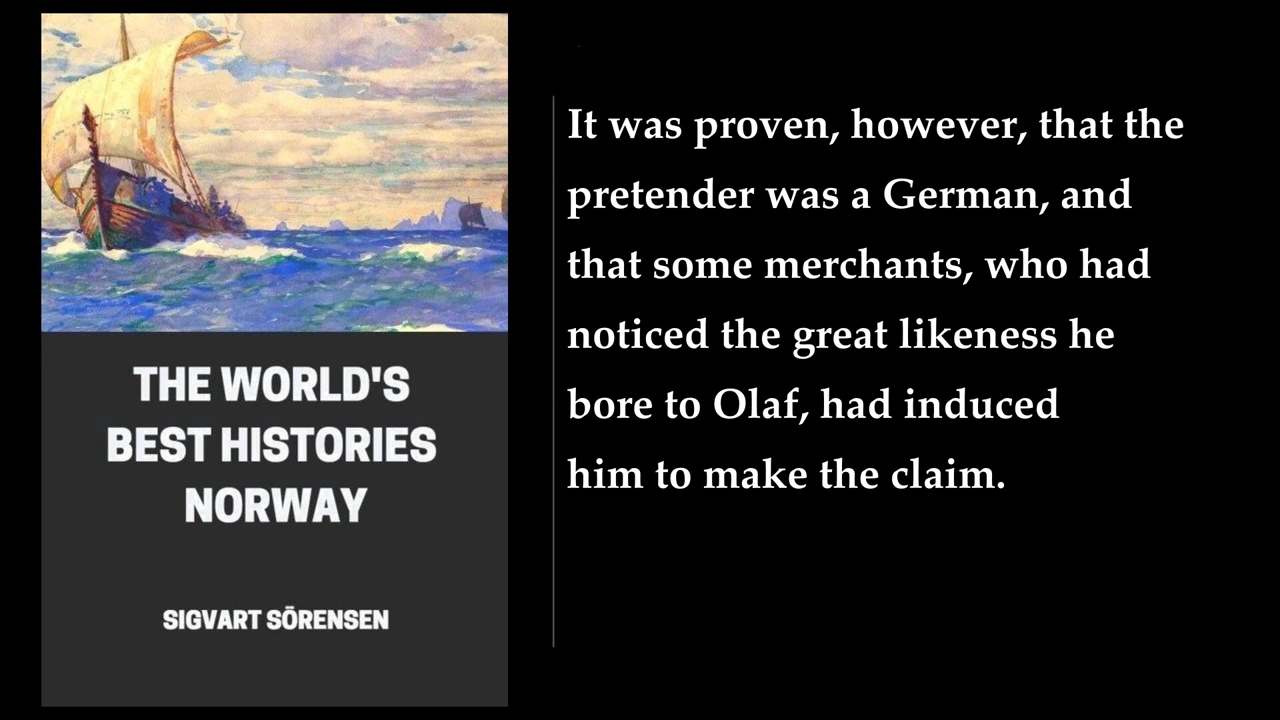 THE WORLD'S
BEST HISTORIES
NORWAY
SIGVART SÖRENSEN
It was proven, however, that the
pretender was a German, and
that some merchants, who had
noticed the great likeness he
bore to Olaf, had induced
him to make the claim.